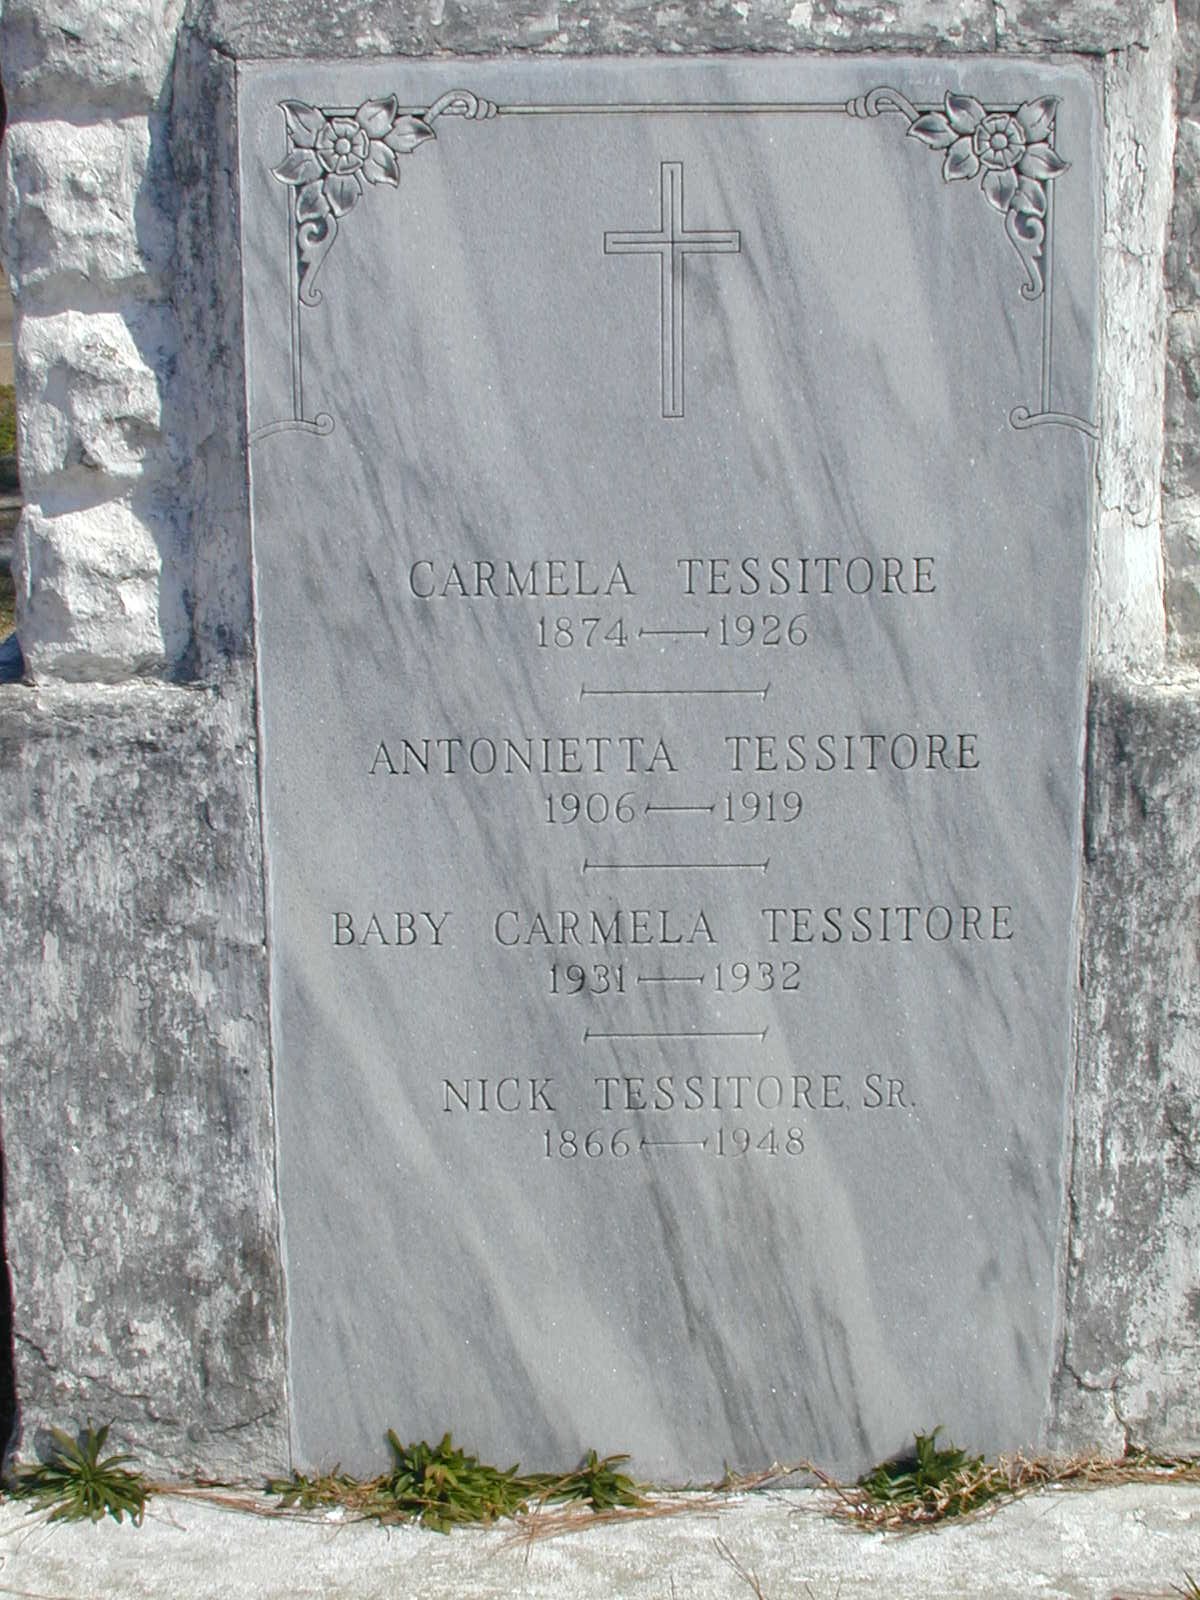 CARMELA TESSITORE
1874—1926
ANTONIETTA TESSITORE
1906—1919
BABY CARMELA TESSITORE
1931—1932
NICK TESSITORE, SR.
1866—1948